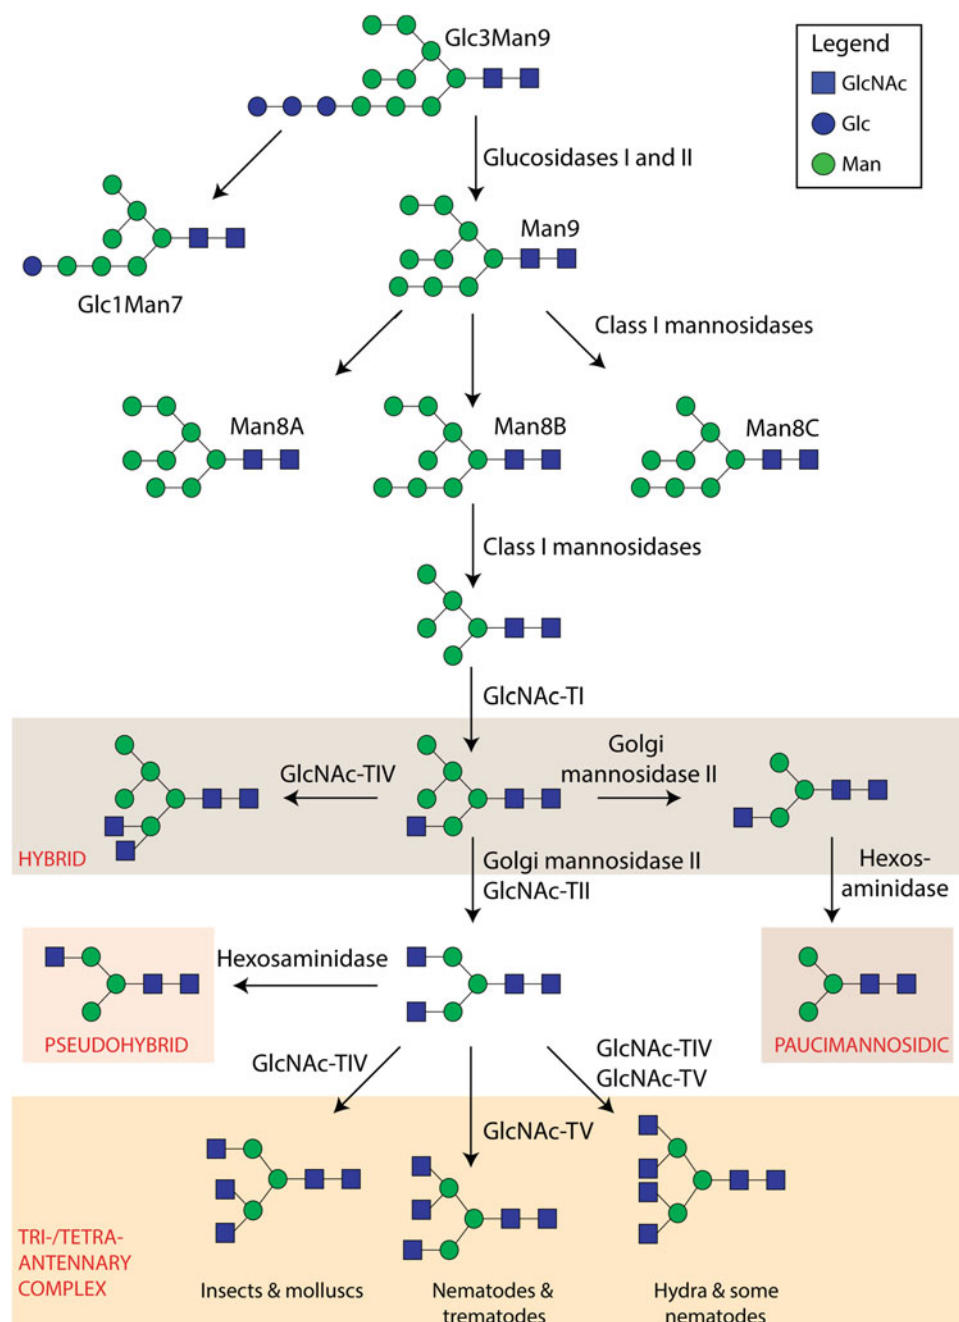 Glc3Man9
Legend
GlcNAc
Glc
Man
Glucosidases I and II
Man9
Glc1Man7
Class I mannosidases
Man8A
Man8B
Man8C
Class I mannosidases
GlcNAc-TI
GlcNAc-TIV
Golgi
mannosidase II
HYBRID
Golgi mannosidase II
GlcNAc-TII
Hexos-
aminidase
Hexosaminidase
PSEUDOHYBRID
PAUCIMANNOSIDIC
GlcNAc-TIV
GlcNAc-TV
GlcNAc-TIV
GlcNAc-TV
TRI-/TETRA-
ANTENNARY
COMPLEX
Insects & molluscs
Nematodes &
trematodes
Hydra & some
nematodes